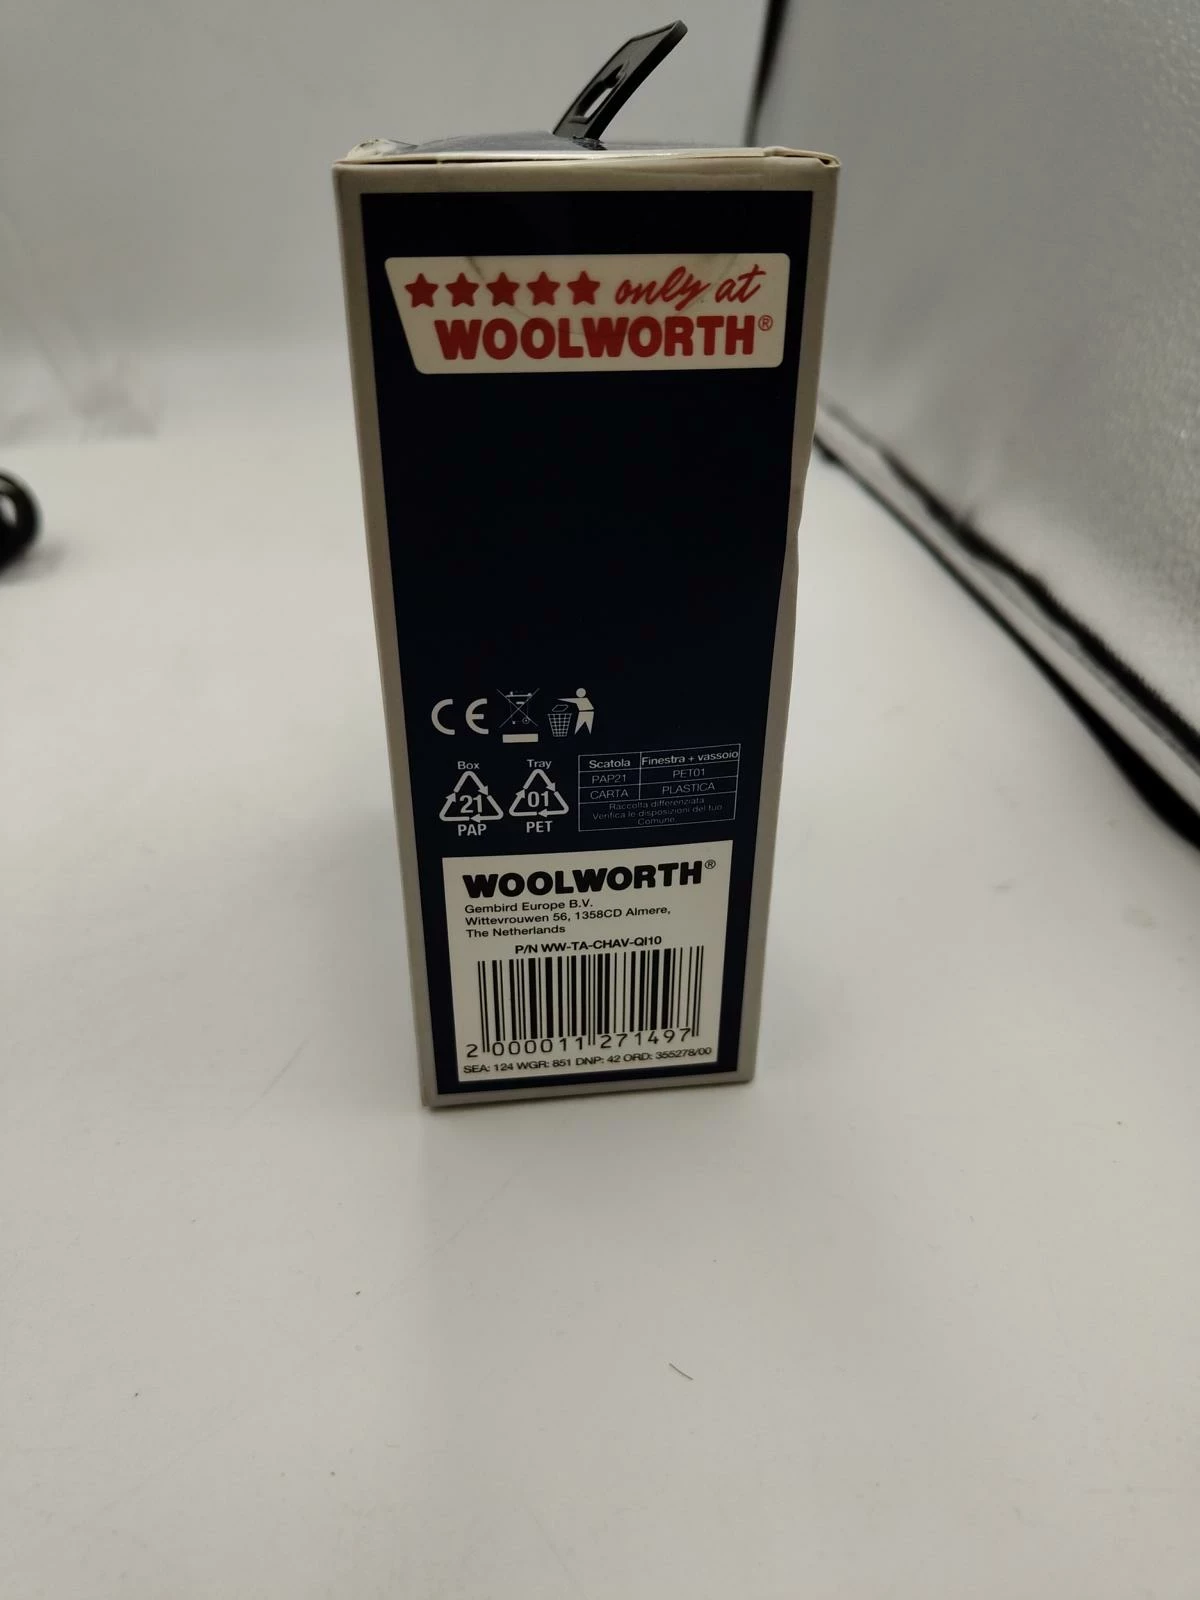 ★★★★★ only at
WOOLWORTH®
CE
Box
21
PAP
Tray
01
PET
Scatola Finestra + vassoio
PAP21 PET01
CARTA PLASTICA
Raccolta differenziata
Verifica le disposizioni del tuo
Comune
WOOLWORTH®
Gembird Europe B.V.
Wittevrouwen 56, 1358CD Almere,
The Netherlands
P/N WW-TA-CHAV-QI10
2 000011 271497
SEA: 124 WGR: 851 DNP: 42 ORD: 355278/00